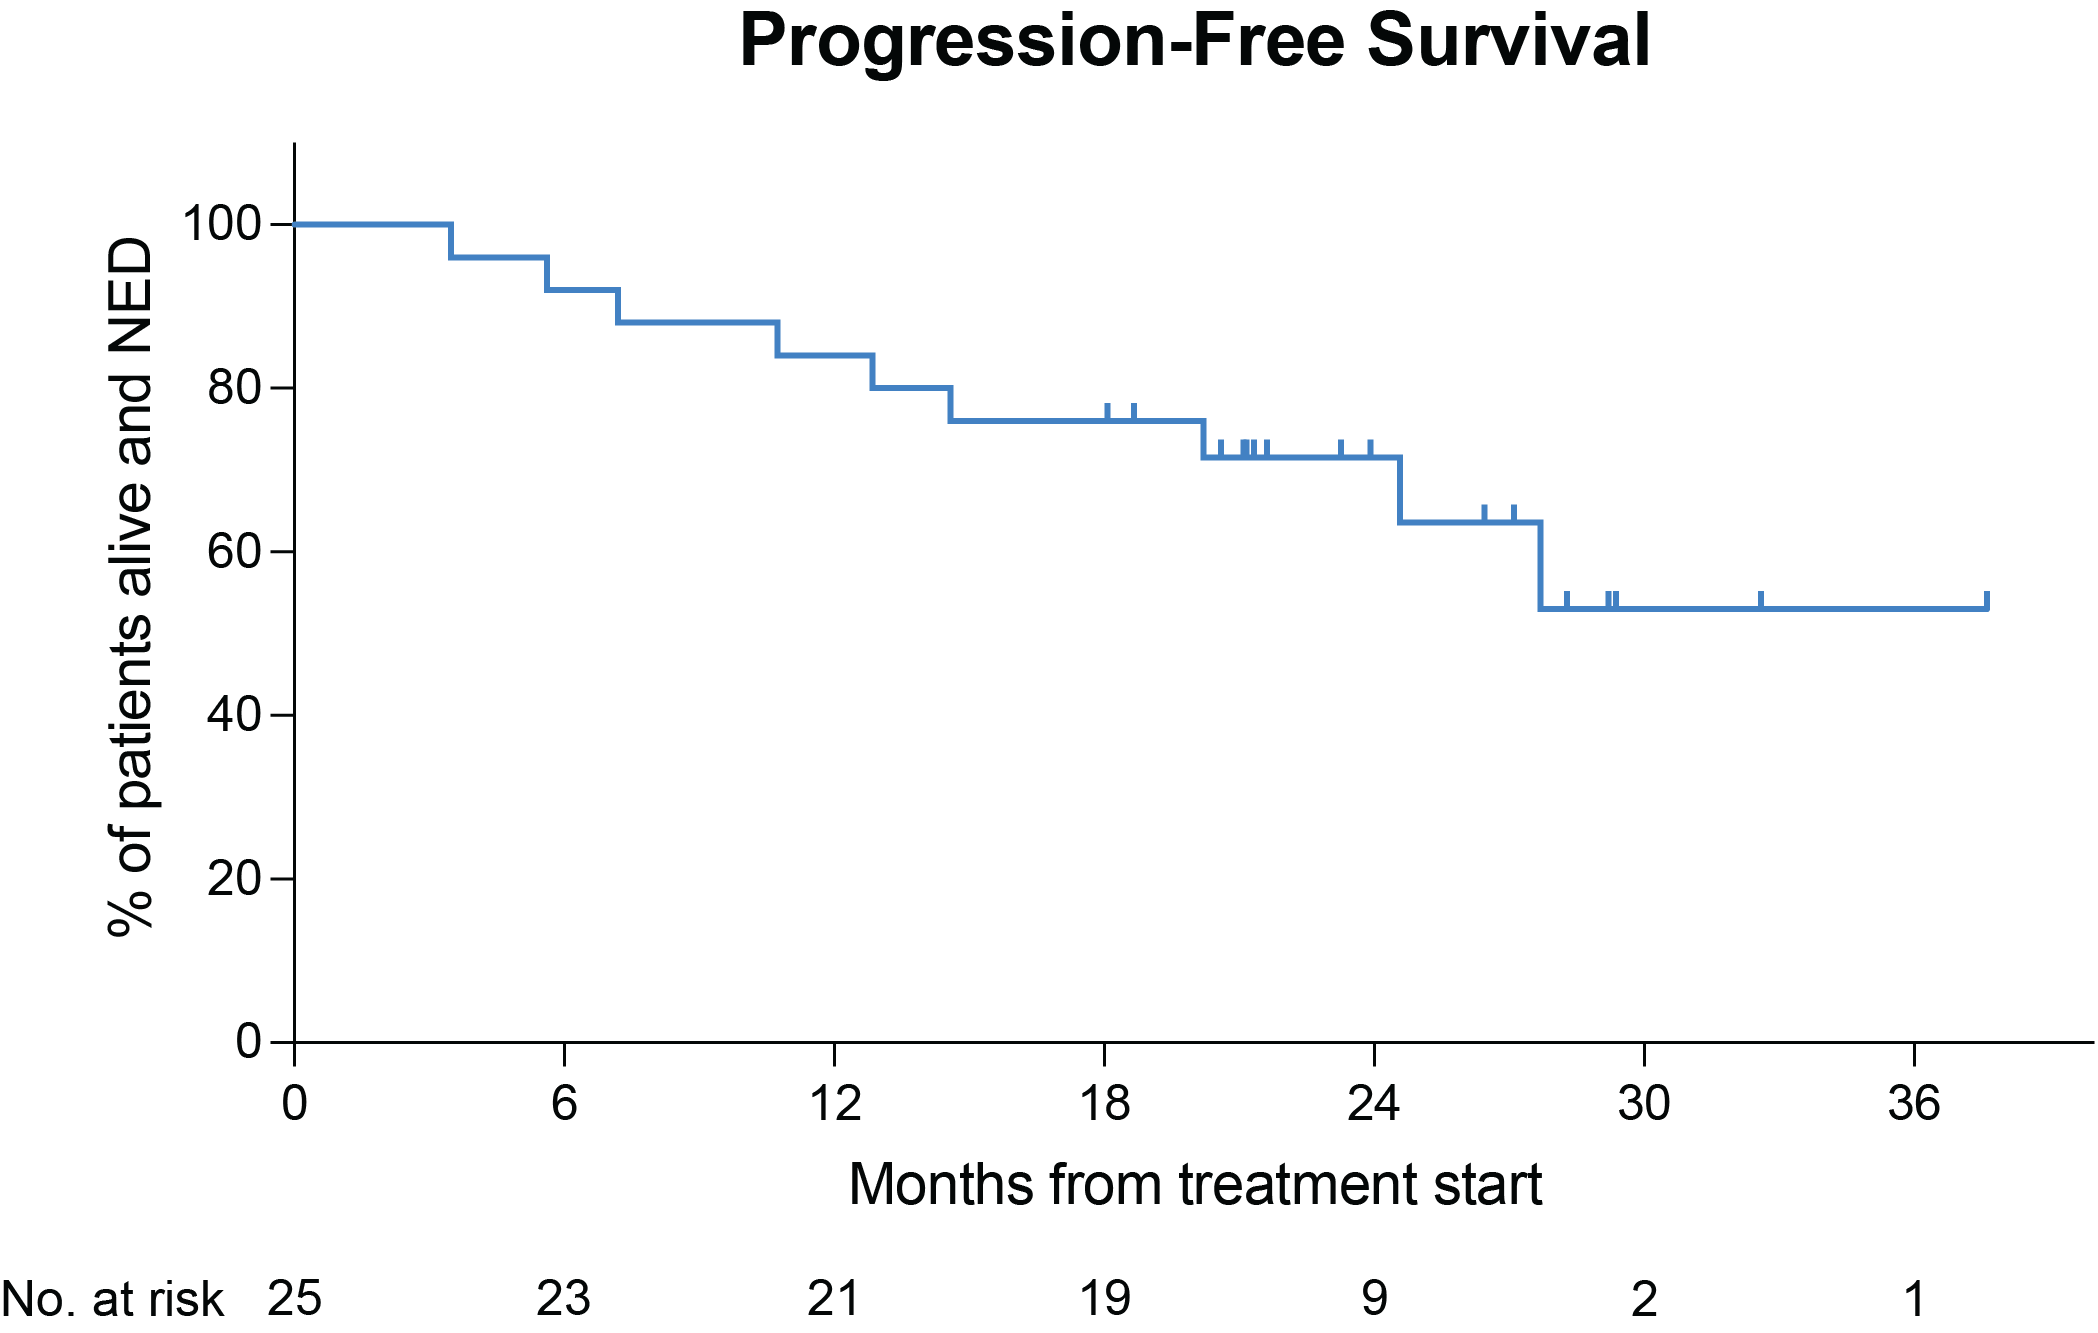 Progression-Free Survival
% of patients alive and NED
100
80
60
40
20
0
0 6 12 18 24 30 36
Months from treatment start
No. at risk 25 23 21 19 9 2 1